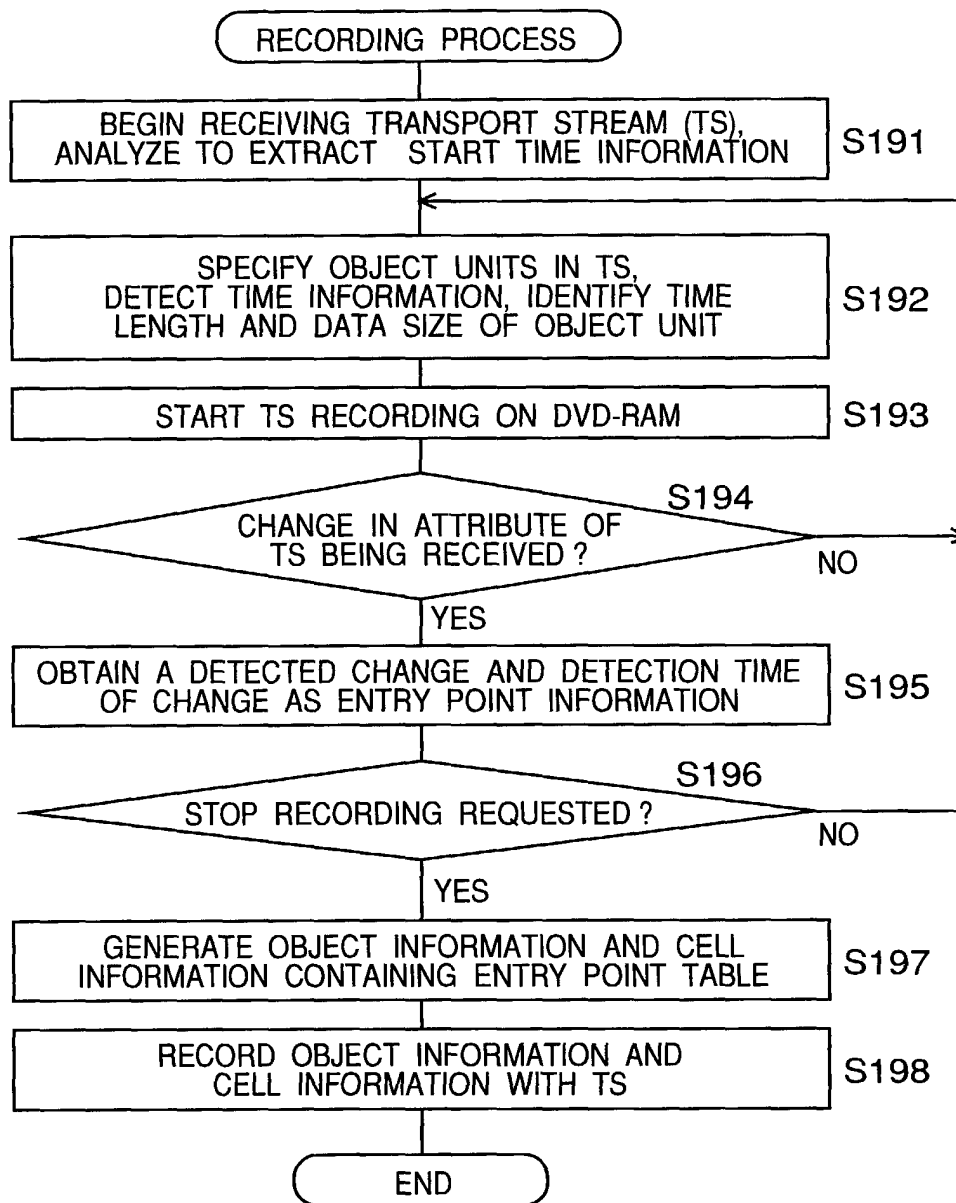 RECORDING PROCESS
BEGIN RECEIVING TRANSPORT STREAM (TS),
ANALYZE TO EXTRACT START TIME INFORMATION
S191
SPECIFY OBJECT UNITS IN TS,
DETECT TIME INFORMATION, IDENTIFY TIME
LENGTH AND DATA SIZE OF OBJECT UNIT
S192
START TS RECORDING ON DVD-RAM
S193
S194
CHANGE IN ATTRIBUTE OF
TS BEING RECEIVED ?
NO
YES
OBTAIN A DETECTED CHANGE AND DETECTION TIME
OF CHANGE AS ENTRY POINT INFORMATION
S195
S196
STOP RECORDING REQUESTED ?
NO
YES
GENERATE OBJECT INFORMATION AND CELL
INFORMATION CONTAINING ENTRY POINT TABLE
S197
RECORD OBJECT INFORMATION AND
CELL INFORMATION WITH TS
S198
END